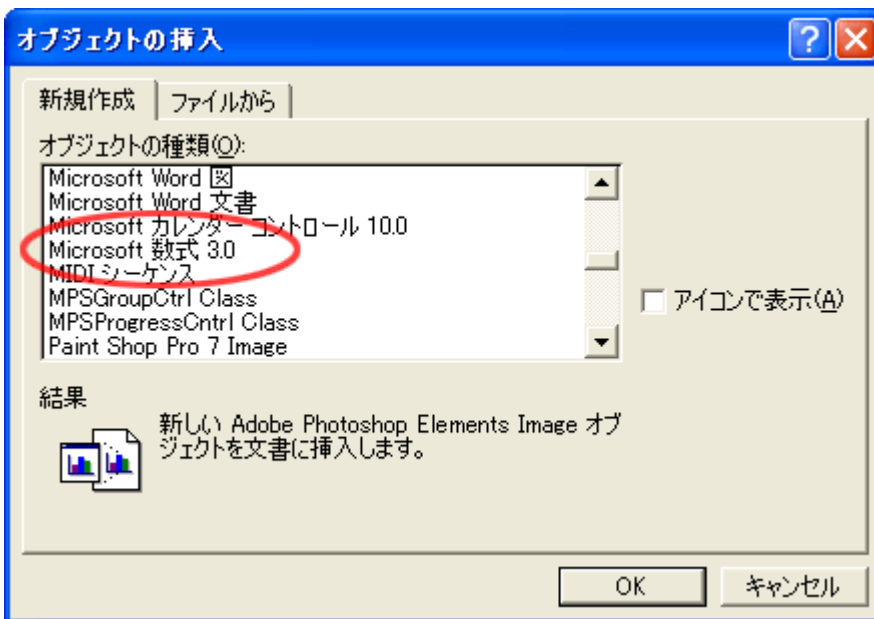 オブジェクトの挿入
新規作成
ファイルから
オブジェクトの種類(O):
Microsoft Word 図
Microsoft Word 文書
Microsoft カレンダー コントロール 10.0
Microsoft 数式 3.0
MIDI シーケンス
MPSGroupCtrl Class
MPSProgressCntrl Class
Paint Shop Pro 7 Image
アイコンで表示(A)
結果
新しい Adobe Photoshop Elements Image オブ
ジェクトを文書に挿入します。
OK
キャンセル